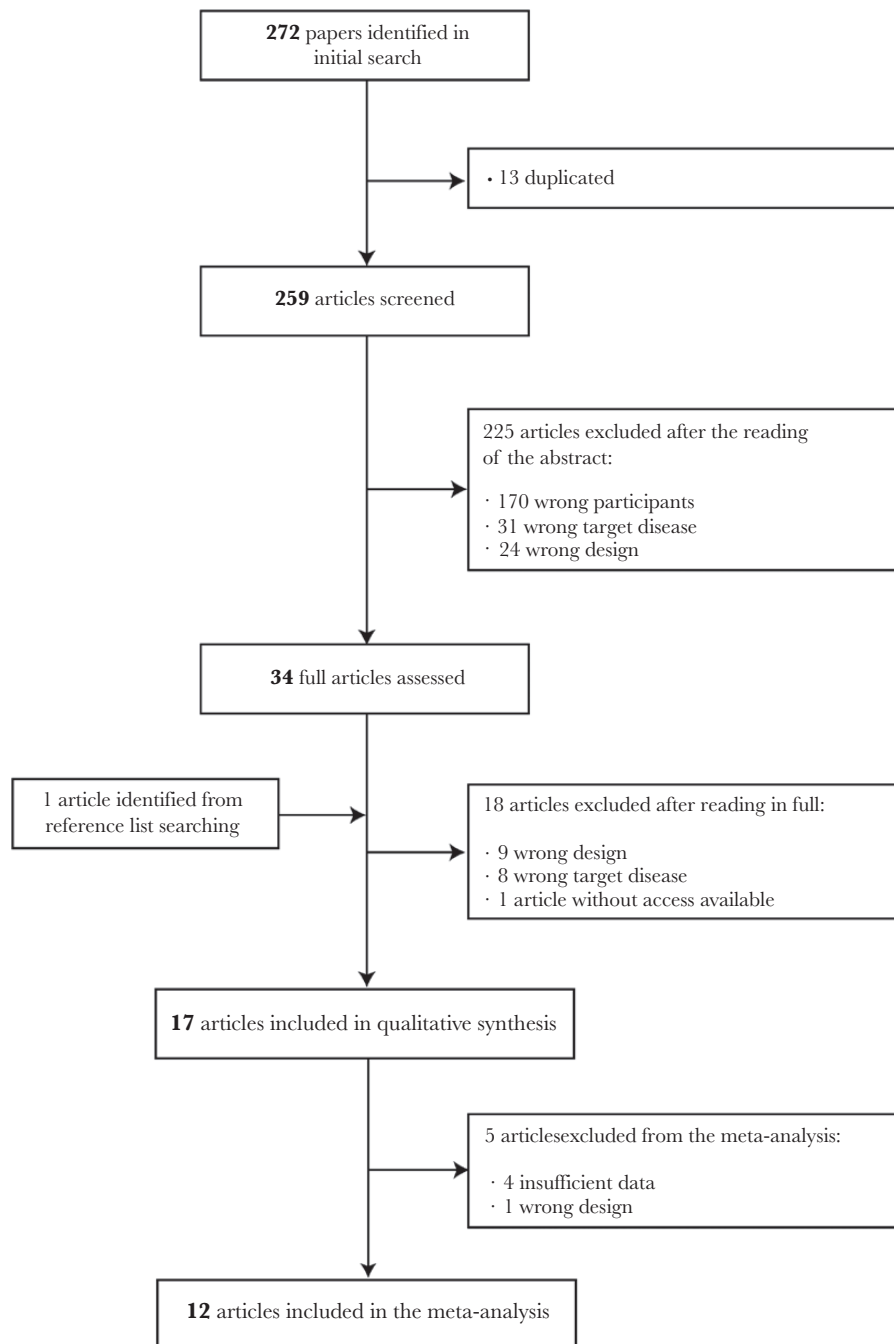 272 papers identified in
initial search
• 13 duplicated
259 articles screened
225 articles excluded after the reading
of the abstract:
· 170 wrong participants
· 31 wrong target disease
· 24 wrong design
34 full articles assessed
1 article identified from
reference list searching
18 articles excluded after reading in full:
· 9 wrong design
· 8 wrong target disease
· 1 article without access available
17 articles included in qualitative synthesis
5 articlesexcluded from the meta-analysis:
· 4 insufficient data
· 1 wrong design
12 articles included in the meta-analysis